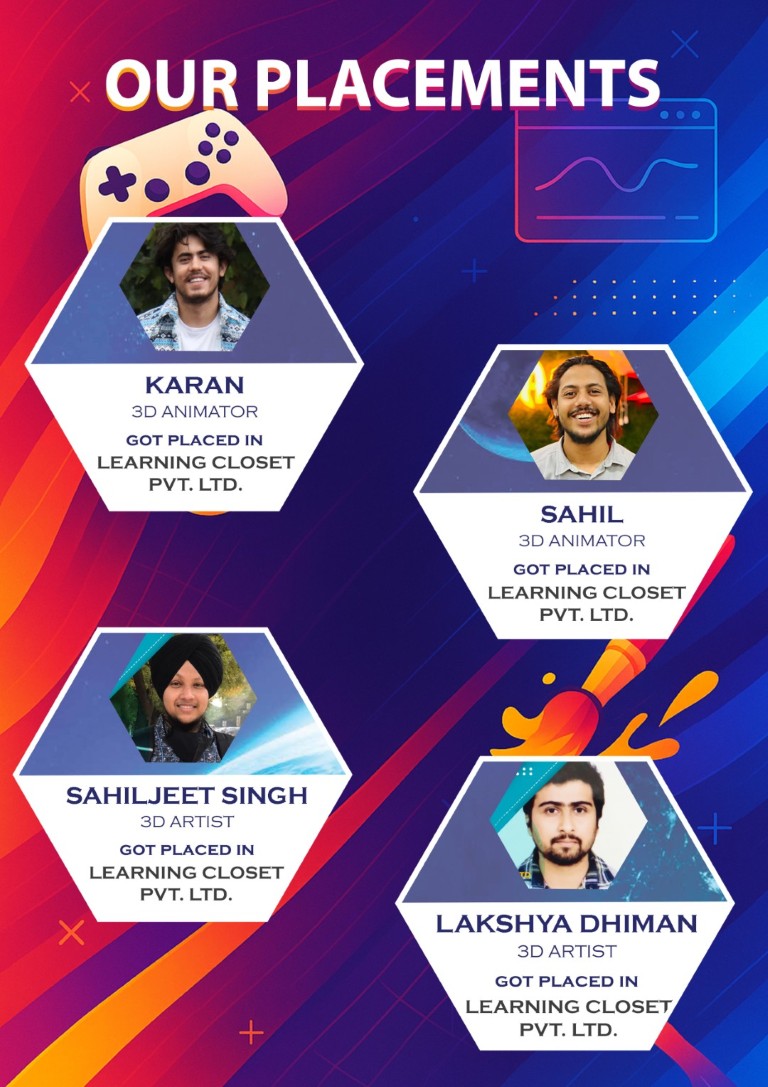 OUR PLACEMENTS
KARAN
3D ANIMATOR
GOT PLACED IN
LEARNING CLOSET
PVT. LTD.
SAHIL
3D ANIMATOR
GOT PLACED IN
LEARNING CLOSET
PVT. LTD.
SAHILJEET SINGH
3D ARTIST
GOT PLACED IN
LEARNING CLOSET
PVT. LTD.
LAKSHYA DHIMAN
3D ARTIST
GOT PLACED IN
LEARNING CLOSET
PVT. LTD.